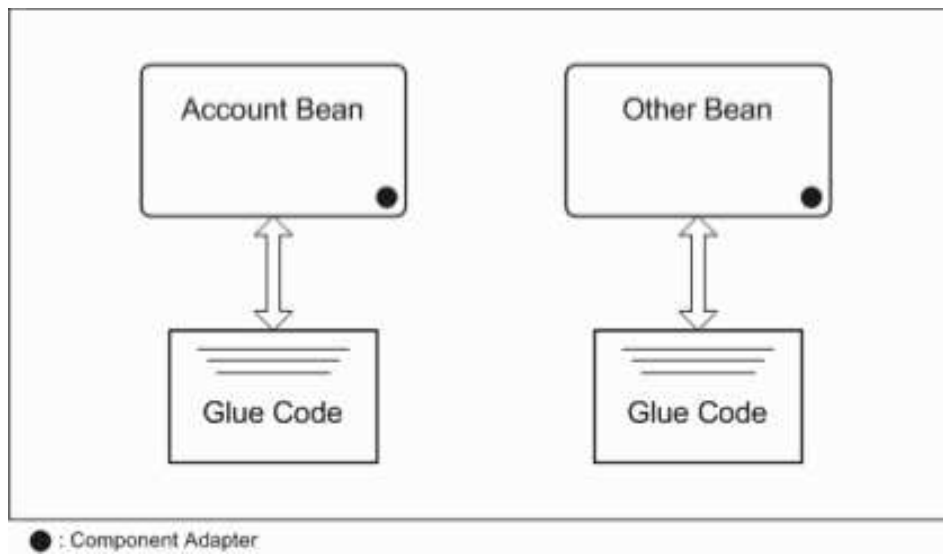 Account Bean
Other Bean
Glue Code
Glue Code
: Component Adapter